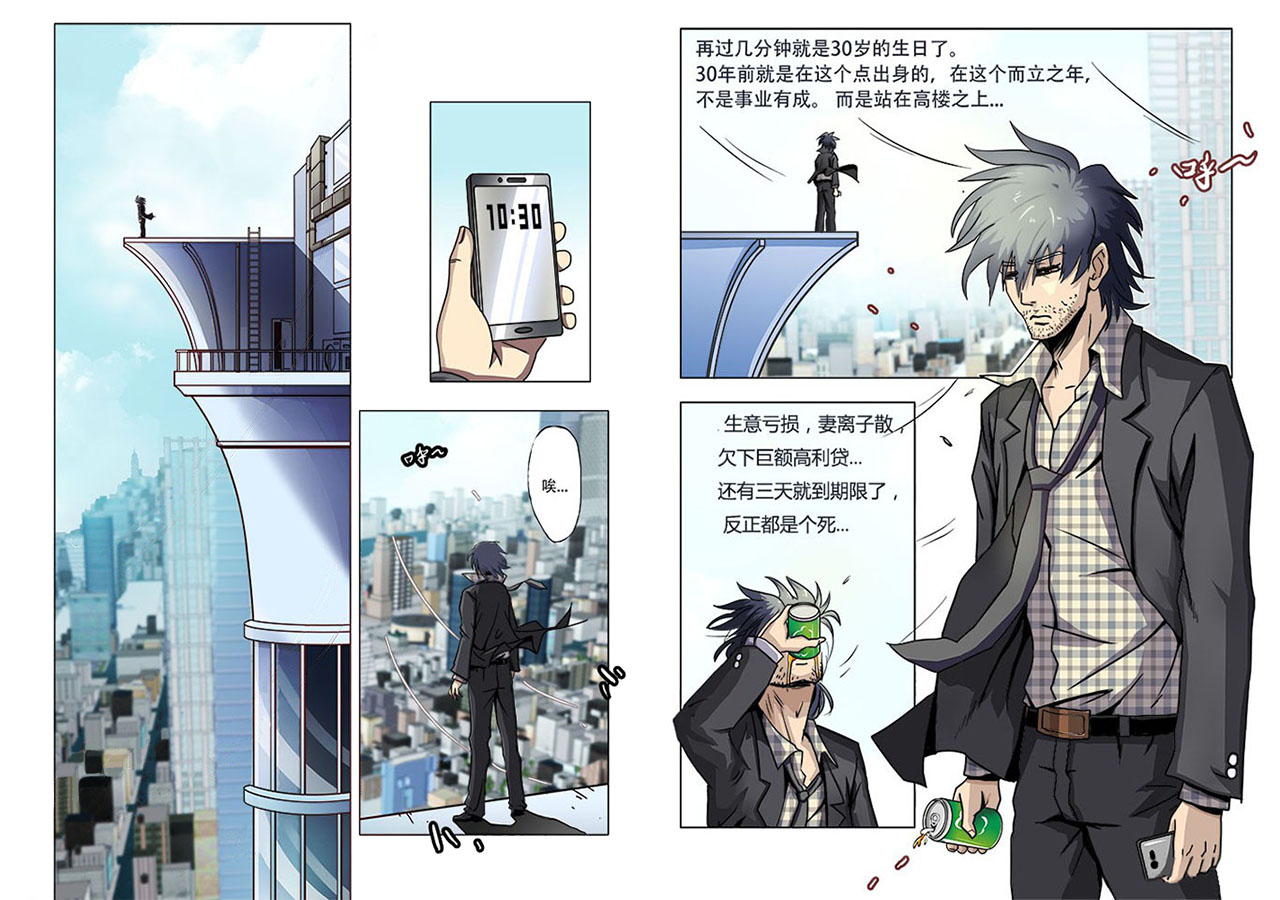 10:30
呼~
唉...
再过几分钟就是30岁的生日了。
30年前就是在这个点出身的，在这个而立之年,
不是事业有成。 而是站在高楼之上...
呼~
生意亏损，妻离子散，
欠下巨额高利贷...
还有三天就到期限了，
反正都是个死...